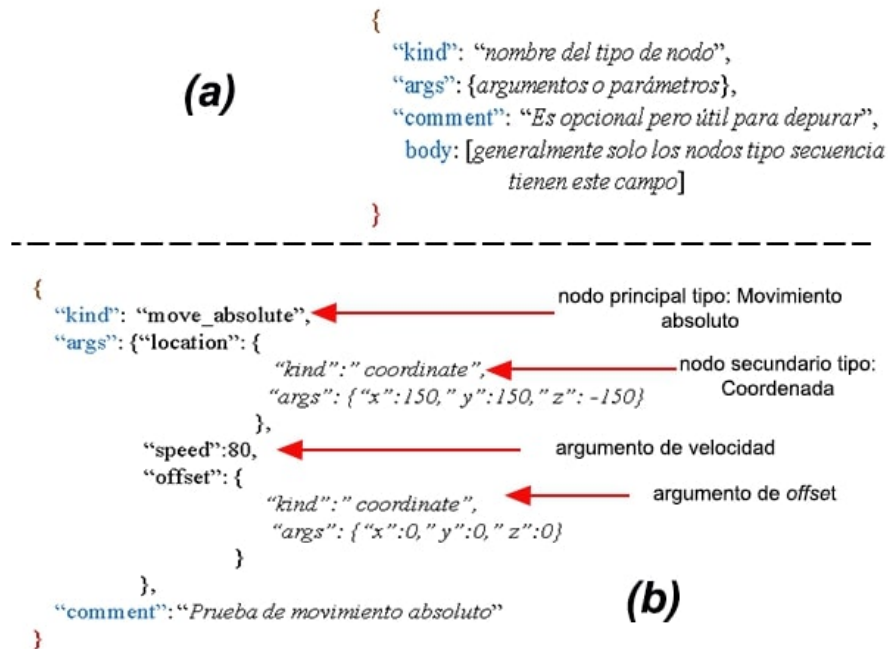 {
“kind”: “nombre del tipo de nodo”,
(a)
“args”: {argumentos o parámetros},
“comment”: “Es opcional pero útil para depurar”,
body: [generalmente solo los nodos tipo secuencia
tienen este campo]
}
{
“kind”: “move_absolute”,
nodo principal tipo: Movimiento
absoluto
“args”: {“location”: {
“kind”:” coordinate”,
nodo secundario tipo:
Coordenada
“args”: {“x”:150,” y”:150,” z”: -150}
},
“speed”:80,
argumento de velocidad
“offset”: {
“kind”:” coordinate”,
argumento de offset
“args”: {“x”:0,” y”:0,” z”:0}
}
},
“comment”:“Prueba de movimiento absoluto”
(b)
}